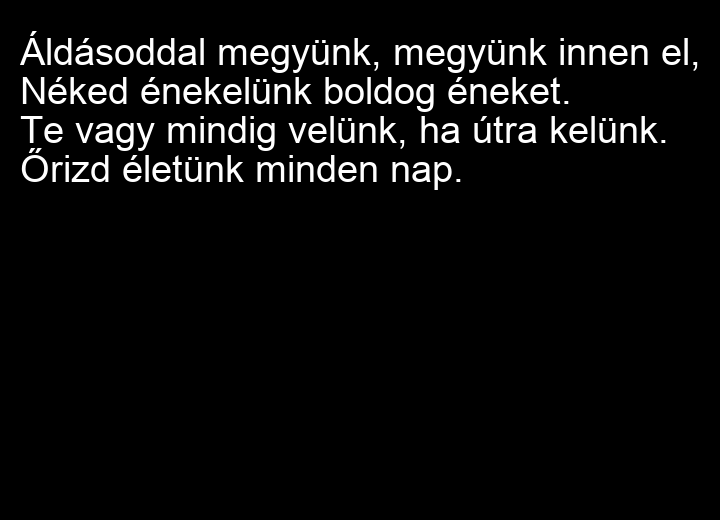 Áldásoddal megyünk, megyünk innen el,
Néked énekelünk boldog éneket.
Te vagy mindig velünk, ha útra kelünk.
Őrizd életünk minden nap.